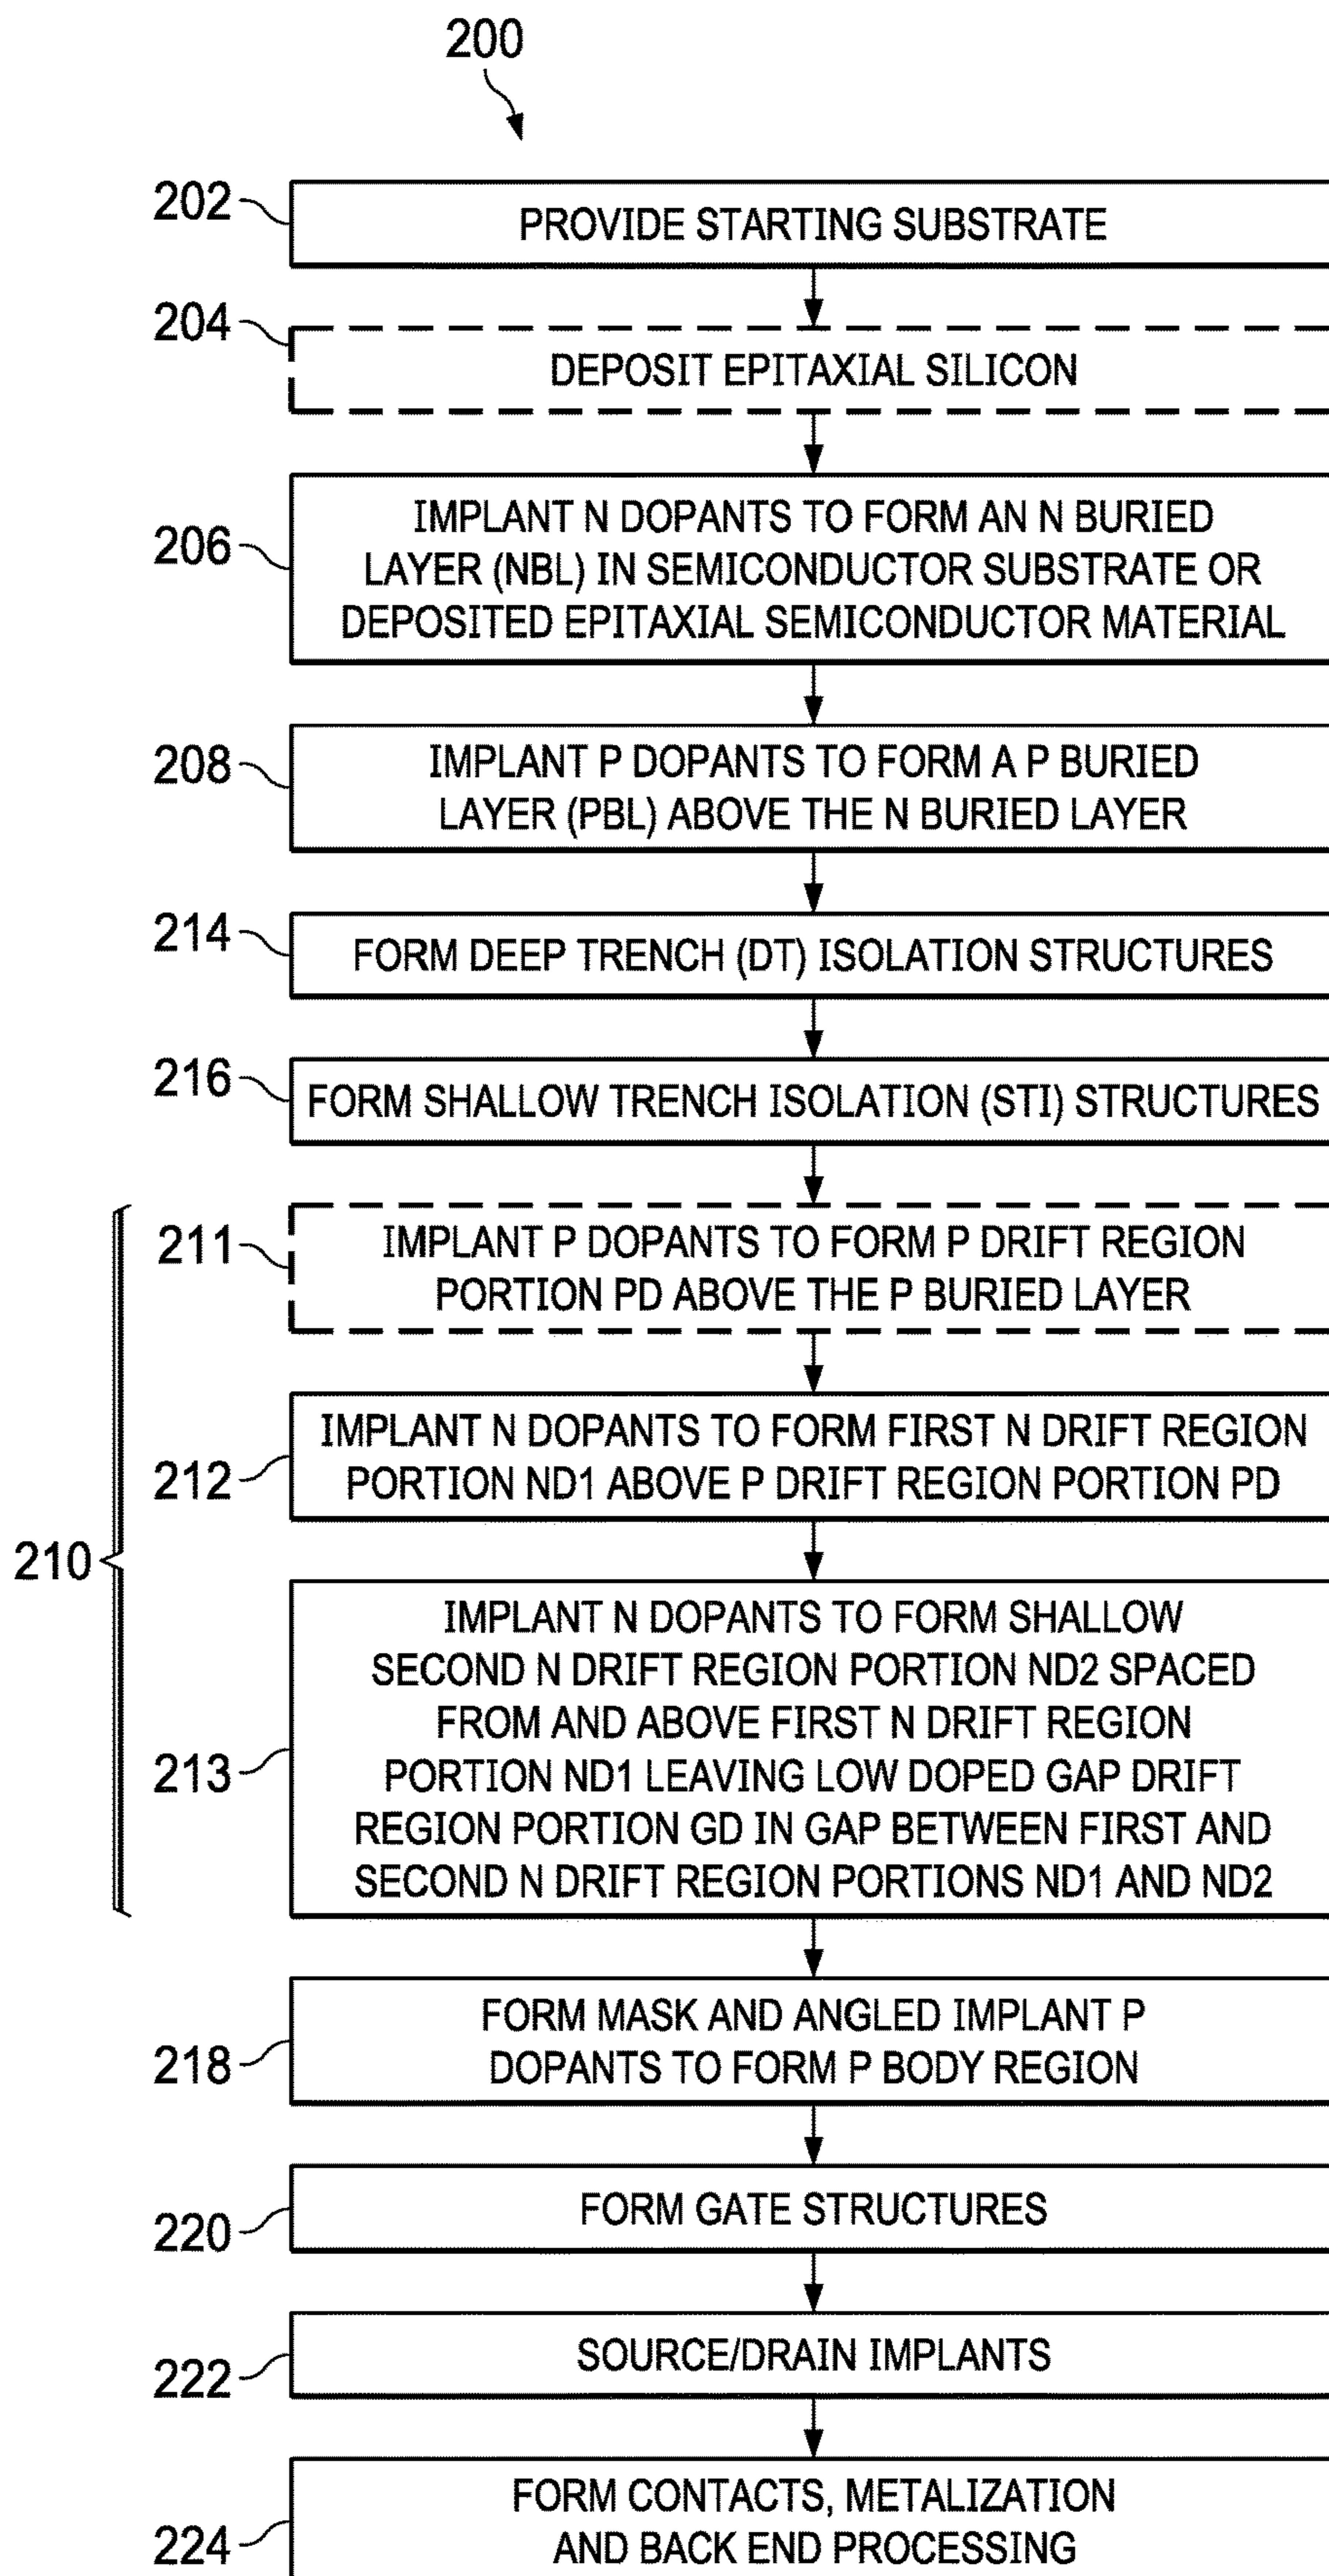 200
202
PROVIDE STARTING SUBSTRATE
204
DEPOSIT EPITAXIAL SILICON
206
IMPLANT N DOPANTS TO FORM AN N BURIED
LAYER (NBL) IN SEMICONDUCTOR SUBSTRATE OR
DEPOSITED EPITAXIAL SEMICONDUCTOR MATERIAL
208
IMPLANT P DOPANTS TO FORM A P BURIED
LAYER (PBL) ABOVE THE N BURIED LAYER
214
FORM DEEP TRENCH (DT) ISOLATION STRUCTURES
216
FORM SHALLOW TRENCH ISOLATION (STI) STRUCTURES
210
211
IMPLANT P DOPANTS TO FORM P DRIFT REGION
PORTION PD ABOVE THE P BURIED LAYER
212
IMPLANT N DOPANTS TO FORM FIRST N DRIFT REGION
PORTION ND1 ABOVE P DRIFT REGION PORTION PD
213
IMPLANT N DOPANTS TO FORM SHALLOW
SECOND N DRIFT REGION PORTION ND2 SPACED
FROM AND ABOVE FIRST N DRIFT REGION
PORTION ND1 LEAVING LOW DOPED GAP DRIFT
REGION PORTION GD IN GAP BETWEEN FIRST AND
SECOND N DRIFT REGION PORTIONS ND1 AND ND2
218
FORM MASK AND ANGLED IMPLANT P
DOPANTS TO FORM P BODY REGION
220
FORM GATE STRUCTURES
222
SOURCE/DRAIN IMPLANTS
224
FORM CONTACTS, METALIZATION
AND BACK END PROCESSING